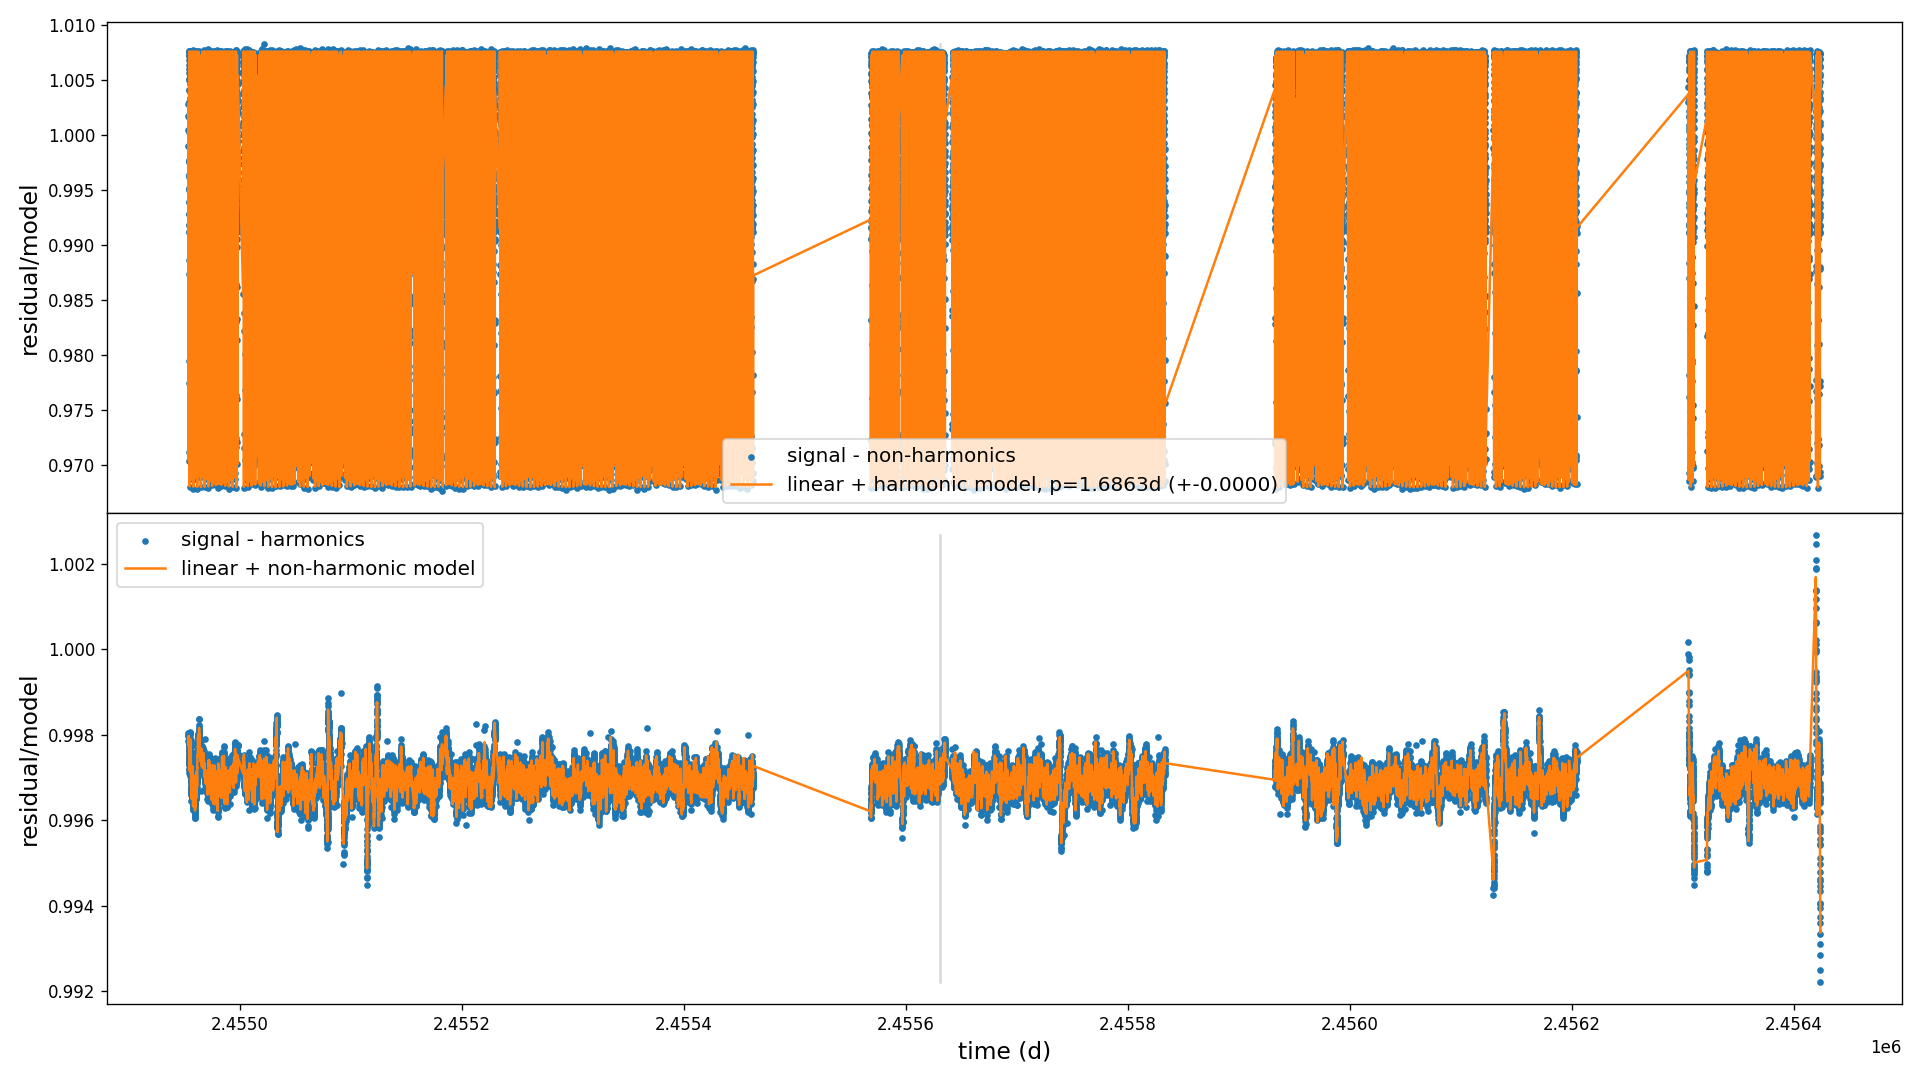 1.010
1.005
1.000
0.995
0.990
0.985
0.980
0.975
0.970
residual/model
signal - non-harmonics
linear + harmonic model, p=1.6863d (+-0.0000)
signal - harmonics
linear + non-harmonic model
1.002
1.000
0.998
0.996
0.994
0.992
residual/model
2.4550
2.4552
2.4554
2.4556
2.4558
2.4560
2.4562
2.4564
1e6
time (d)